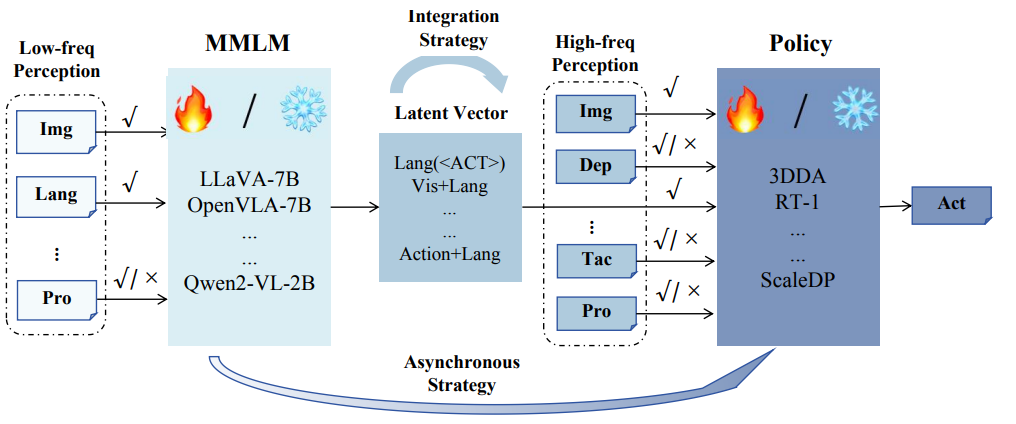 Low-freq
Perception
Img
√
Lang
√
⋮
Pro
√/ ×
MMLM
/
LLaVA-7B
OpenVLA-7B
...
...
Qwen2-VL-2B
Integration
Strategy
Latent Vector
Lang(<ACT>)
Vis+Lang
...
...
Action+Lang
High-freq
Perception
Img
√
Dep
√/ ×
√
⋮
Tac
√/ ×
Pro
√/ ×
Policy
/
3DDA
RT-1
...
...
ScaleDP
Act
Asynchronous
Strategy